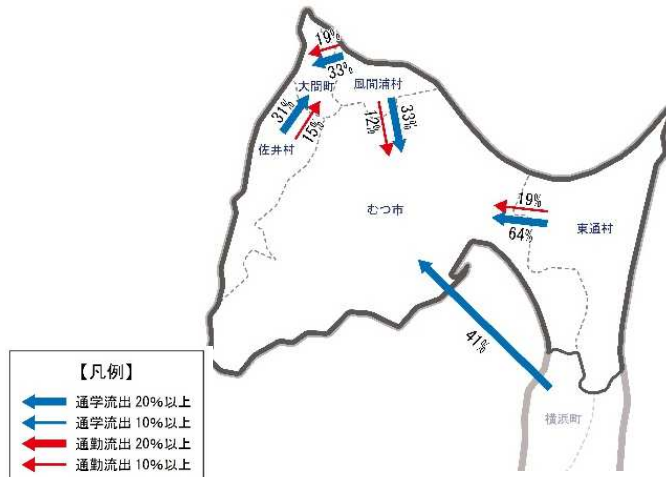 19%
33%
大間町
風間浦村
31%
15%
12%
33%
佐井村
むつ市
19%
64%
東通村
41%
横浜町
【凡例】
通学流出 20%以上
通学流出 10%以上
通勤流出 20%以上
通勤流出 10%以上